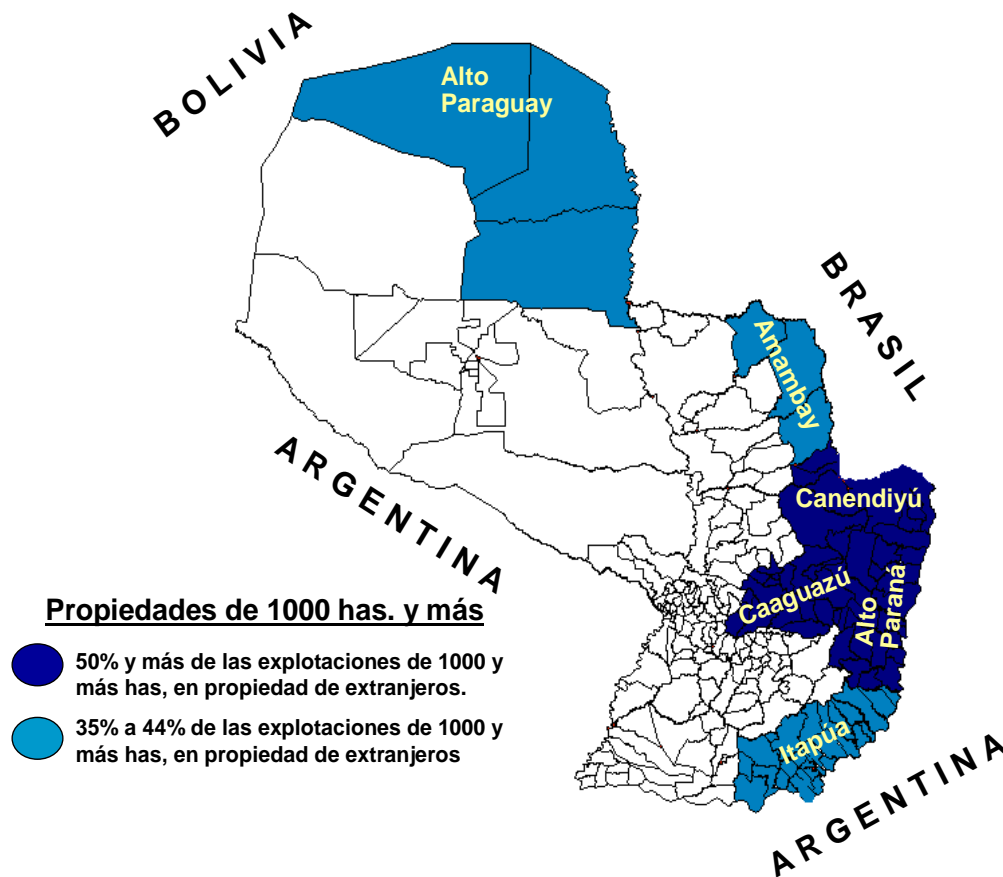 BOLIVIA
Alto
Paraguay
BRASIL
Amambay
ARGENTINA
Canendiyú
Caaguazú
Alto
Paraná
Itapúa
ARGENTINA
Propiedades de 1000 has. y más
50% y más de las explotaciones de 1000 y
más has, en propiedad de extranjeros.
35% a 44% de las explotaciones de 1000 y
más has, en propiedad de extranjeros